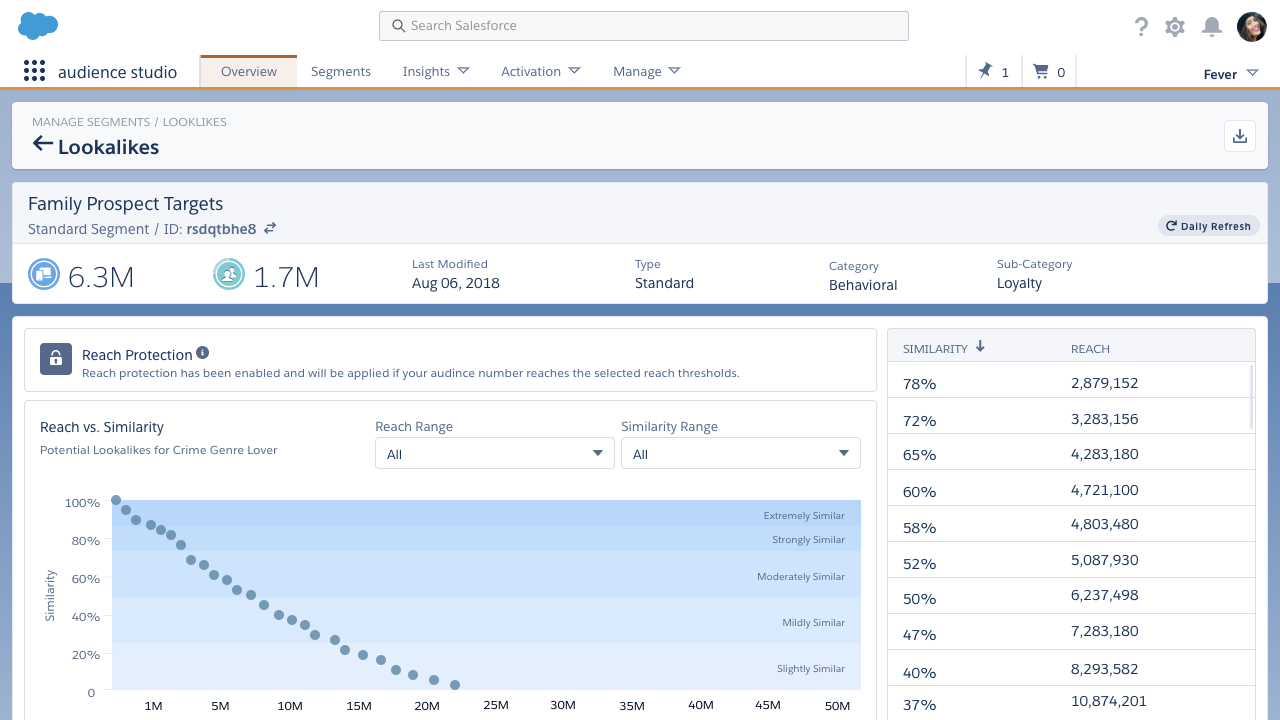 Search Salesforce
audience studio
Overview
Segments
Insights
Activation
Manage
1
0
Fever
MANAGE SEGMENTS / LOOKLIKES
Lookalikes
Family Prospect Targets
Standard Segment / ID: rsdqtbhe8
Daily Refresh
6.3M
1.7M
Last Modified
Aug 06, 2018
Type
Standard
Category
Behavioral
Sub-Category
Loyalty
Reach Protection
Reach protection has been enabled and will be applied if your audince number reaches the selected reach thresholds.
Reach vs. Similarity
Potential Lookalikes for Crime Genre Lover
Reach Range
All
Similarity Range
All
100%
80%
60%
40%
20%
0
Similarity
Extremely Similar
Strongly Similar
Moderately Similar
Mildly Similar
Slightly Similar
1M 5M 10M 15M 20M 25M 30M 35M 40M 45M 50M
SIMILARITY REACH
78% 2,879,152
72% 3,283,156
65% 4,283,180
60% 4,721,100
58% 4,803,480
52% 5,087,930
50% 6,237,498
47% 7,283,180
40% 8,293,582
37% 10,874,201